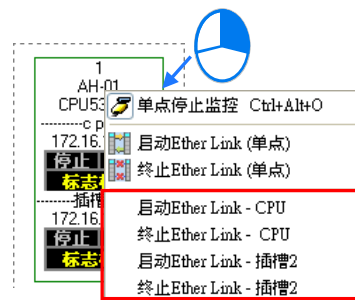 1
AH-01
CPU53
----------c p
172.16.
停止
标志
--------插槽
172.16.
停止
标志
单点停止监控 Ctrl+Alt+O
启动Ether Link (单点)
终止Ether Link (单点)
启动Ether Link - CPU
终止Ether Link - CPU
启动Ether Link - 插槽2
终止Ether Link - 插槽2